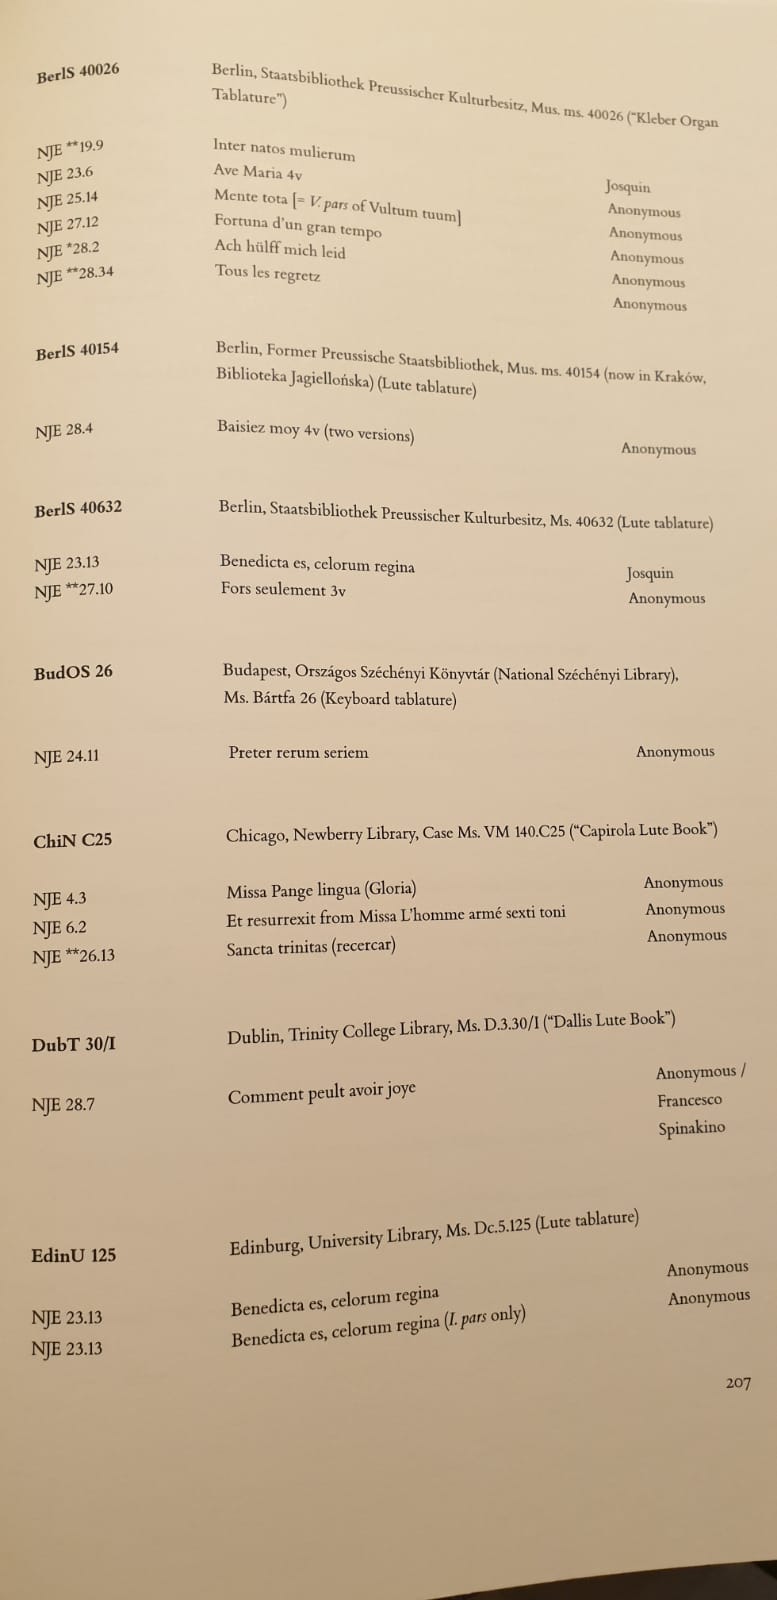 BerlS 40026 Berlin, Staatsbibliothek Preussischer Kulturbesitz, Mus. ms. 40026 (“Kleber Organ
Tablature”)
NJE **19.9 Inter natos mulierum Josquin
NJE 23.6 Ave Maria 4v Anonymous
NJE 25.14 Mente tota [= V. pars of Vultum tuum] Anonymous
NJE 27.12 Fortuna d’un gran tempo Anonymous
NJE *28.2 Ach hülff mich leid Anonymous
NJE **28.34 Tous les regretz Anonymous
BerlS 40154 Berlin, Former Preussische Staatsbibliothek, Mus. ms. 40154 (now in Kraków,
Biblioteka Jagiellońska) (Lute tablature)
NJE 28.4 Baisiez moy 4v (two versions) Anonymous
BerlS 40632 Berlin, Staatsbibliothek Preussischer Kulturbesitz, Ms. 40632 (Lute tablature)
NJE 23.13 Benedicta es, celorum regina Josquin
NJE **27.10 Fors seulement 3v Anonymous
BudOS 26 Budapest, Országos Széchényi Könyvtár (National Széchényi Library),
Ms. Bártfa 26 (Keyboard tablature)
NJE 24.11 Preter rerum seriem Anonymous
ChiN C25 Chicago, Newberry Library, Case Ms. VM 140.C25 (“Capirola Lute Book”)
NJE 4.3 Missa Pange lingua (Gloria) Anonymous
NJE 6.2 Et resurrexit from Missa L’homme armé sexti toni Anonymous
NJE **26.13 Sancta trinitas (recercar) Anonymous
DubT 30/I Dublin, Trinity College Library, Ms. D.3.30/I (“Dallis Lute Book”)
NJE 28.7 Comment peult avoir joye Anonymous /
Francesco
Spinakino
EdinU 125 Edinburg, University Library, Ms. Dc.5.125 (Lute tablature)
NJE 23.13 Benedicta es, celorum regina Anonymous
NJE 23.13 Benedicta es, celorum regina (I. pars only) Anonymous
207